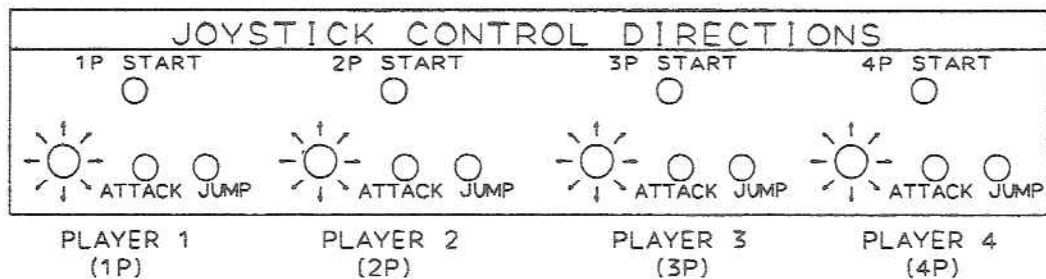 JOYSTICK CONTROL DIRECTIONS
1P START 2P START 3P START 4P START
ATTACK JUMP ATTACK JUMP ATTACK JUMP ATTACK JUMP
PLAYER 1 PLAYER 2 PLAYER 3 PLAYER 4
(1P) (2P) (3P) (4P)